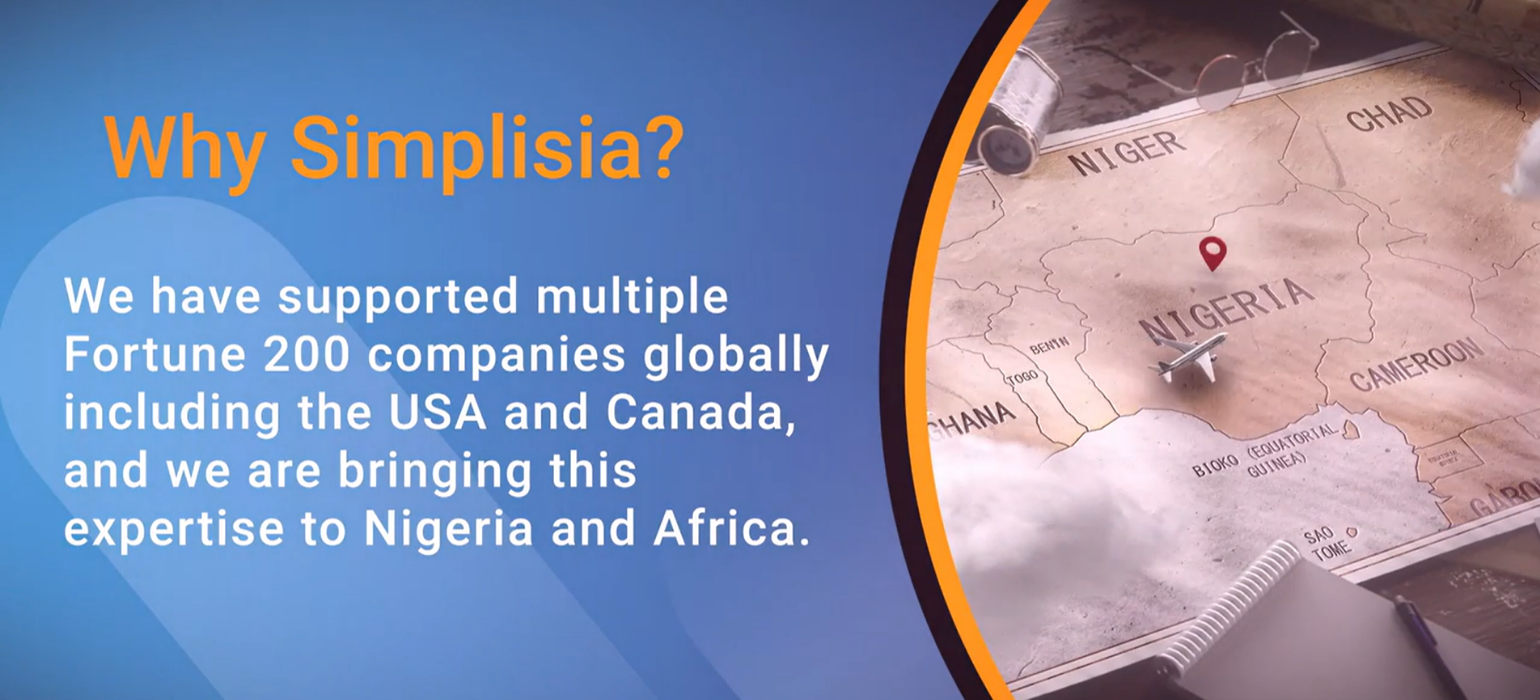 Why Simplisia?
We have supported multiple
Fortune 200 companies globally
including the USA and Canada,
and we are bringing this
expertise to Nigeria and Africa.
NIGER
CHAD
NIGERIA
BENIN
TOGO
GHANA
CAMEROON
BIOKO (EQUATORIAL
GUINEA)
SAO
TOME